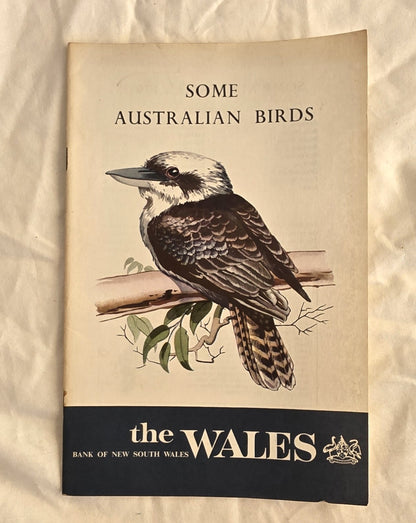 SOME
AUSTRALIAN BIRDS
the WALES
BANK OF NEW SOUTH WALES